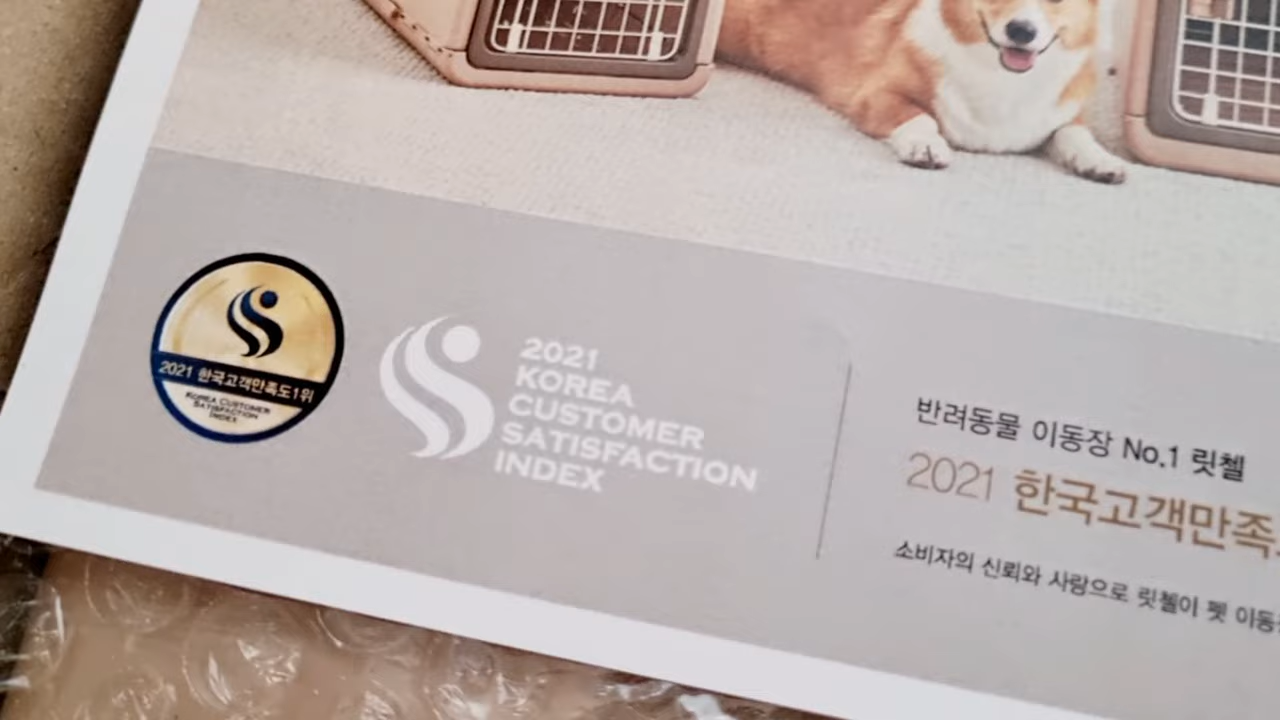 2021 한국고객만족도1위
KOREA CUSTOMER
SATISFACTION
INDEX
2021
KOREA
CUSTOMER
SATISFACTION
INDEX
반려동물 이동장 No.1 릿첼
2021 한국고객만족
소비자의 신뢰와 사랑으로 릿첼이 펫 이동